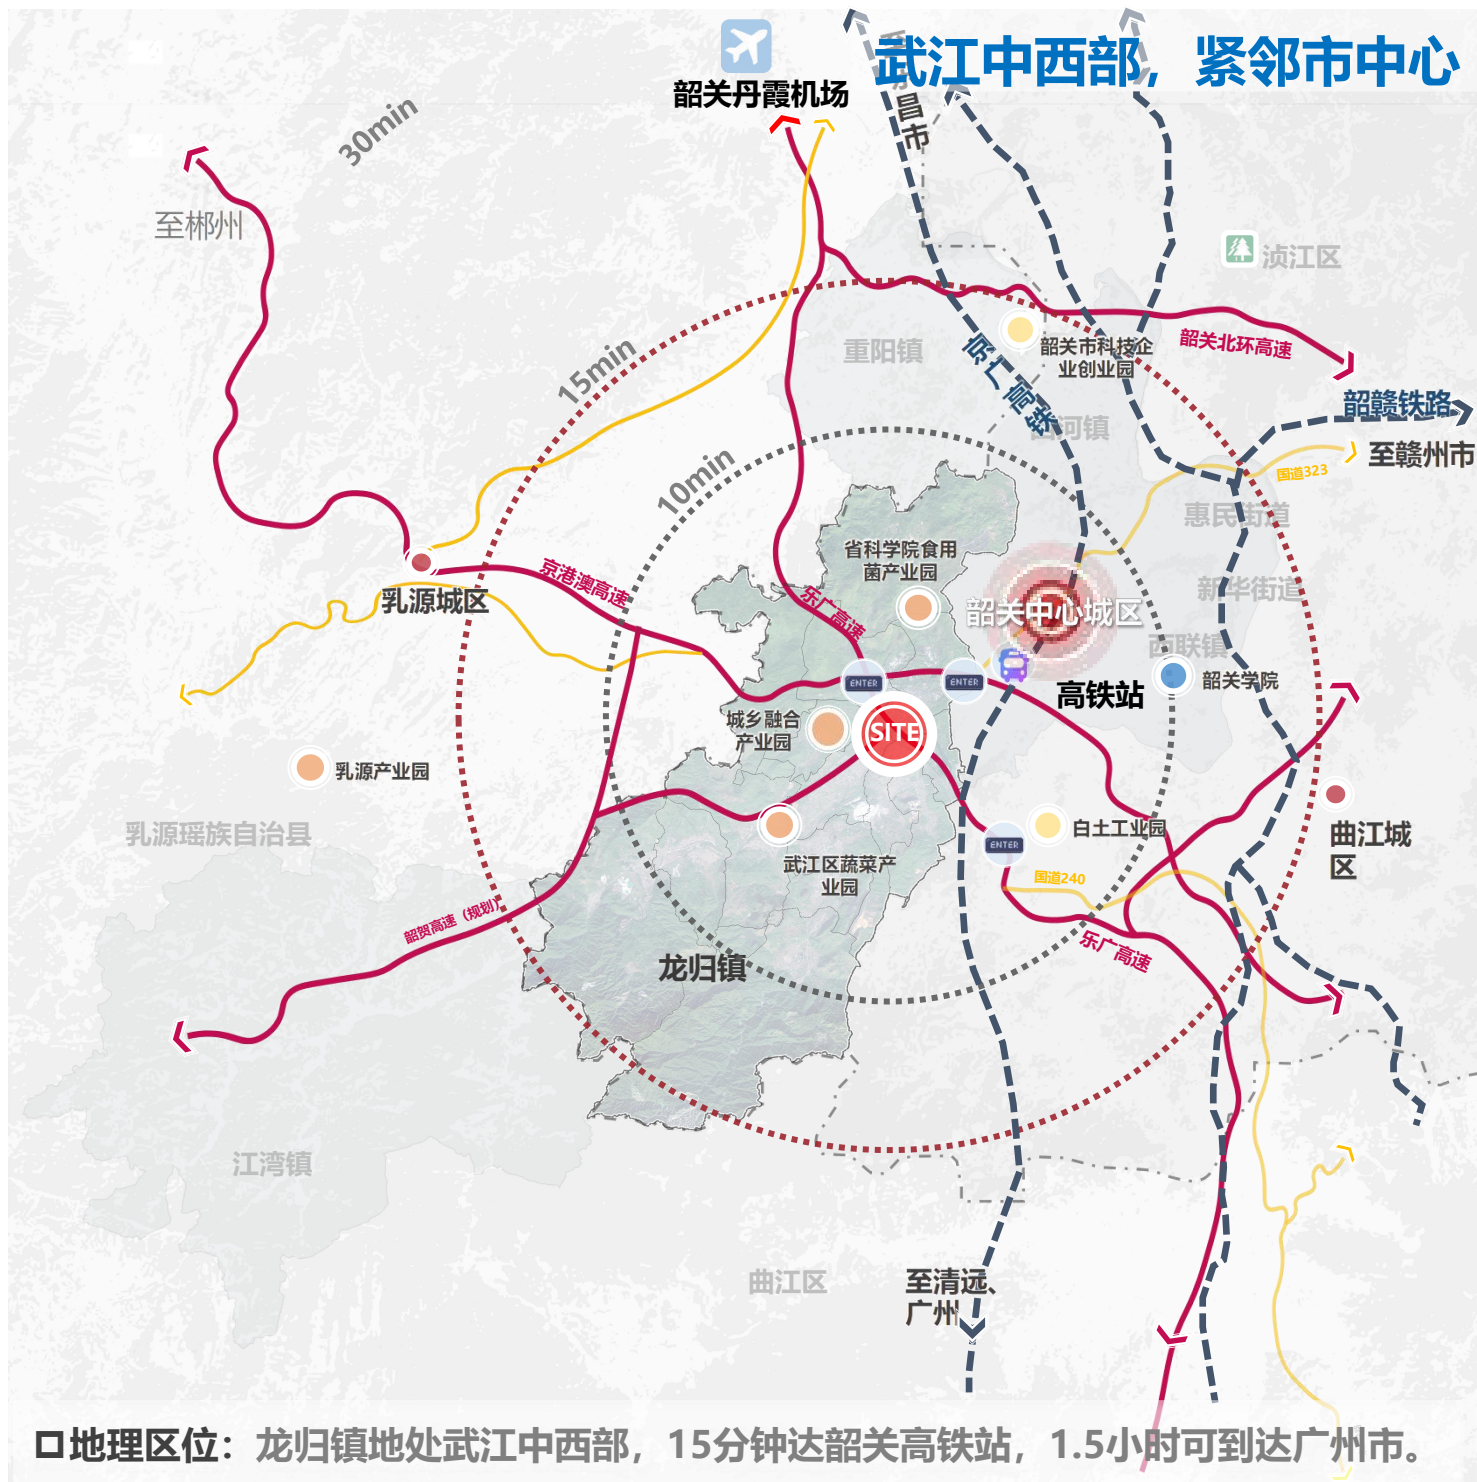 武江中西部，紧邻市中心
韶关丹霞机场
昌市
30min
至郴州
浈江区
韶关北环高速
重阳镇
京广高铁
韶关市科技企
业创业园
15min
韶赣铁路
河镇
至赣州市
国道323
10min
惠民街道
省科学院食用
菌产业园
京港澳高速
乳源城区
乐广高速
韶关中心城区
新华街道
西联镇
ENTER
ENTER
高铁站
韶关学院
城乡融合
产业园
SITE
乳源产业园
乳源瑶族自治县
白土工业园
ENTER
曲江城
区
武江区蔬菜产
业园
国道240
韶贺高速（规划）
乐广高速
龙归镇
江湾镇
曲江区
至清远、
广州
地理区位：龙归镇地处武江中西部，15分钟达韶关高铁站，1.5小时可到达广州市。